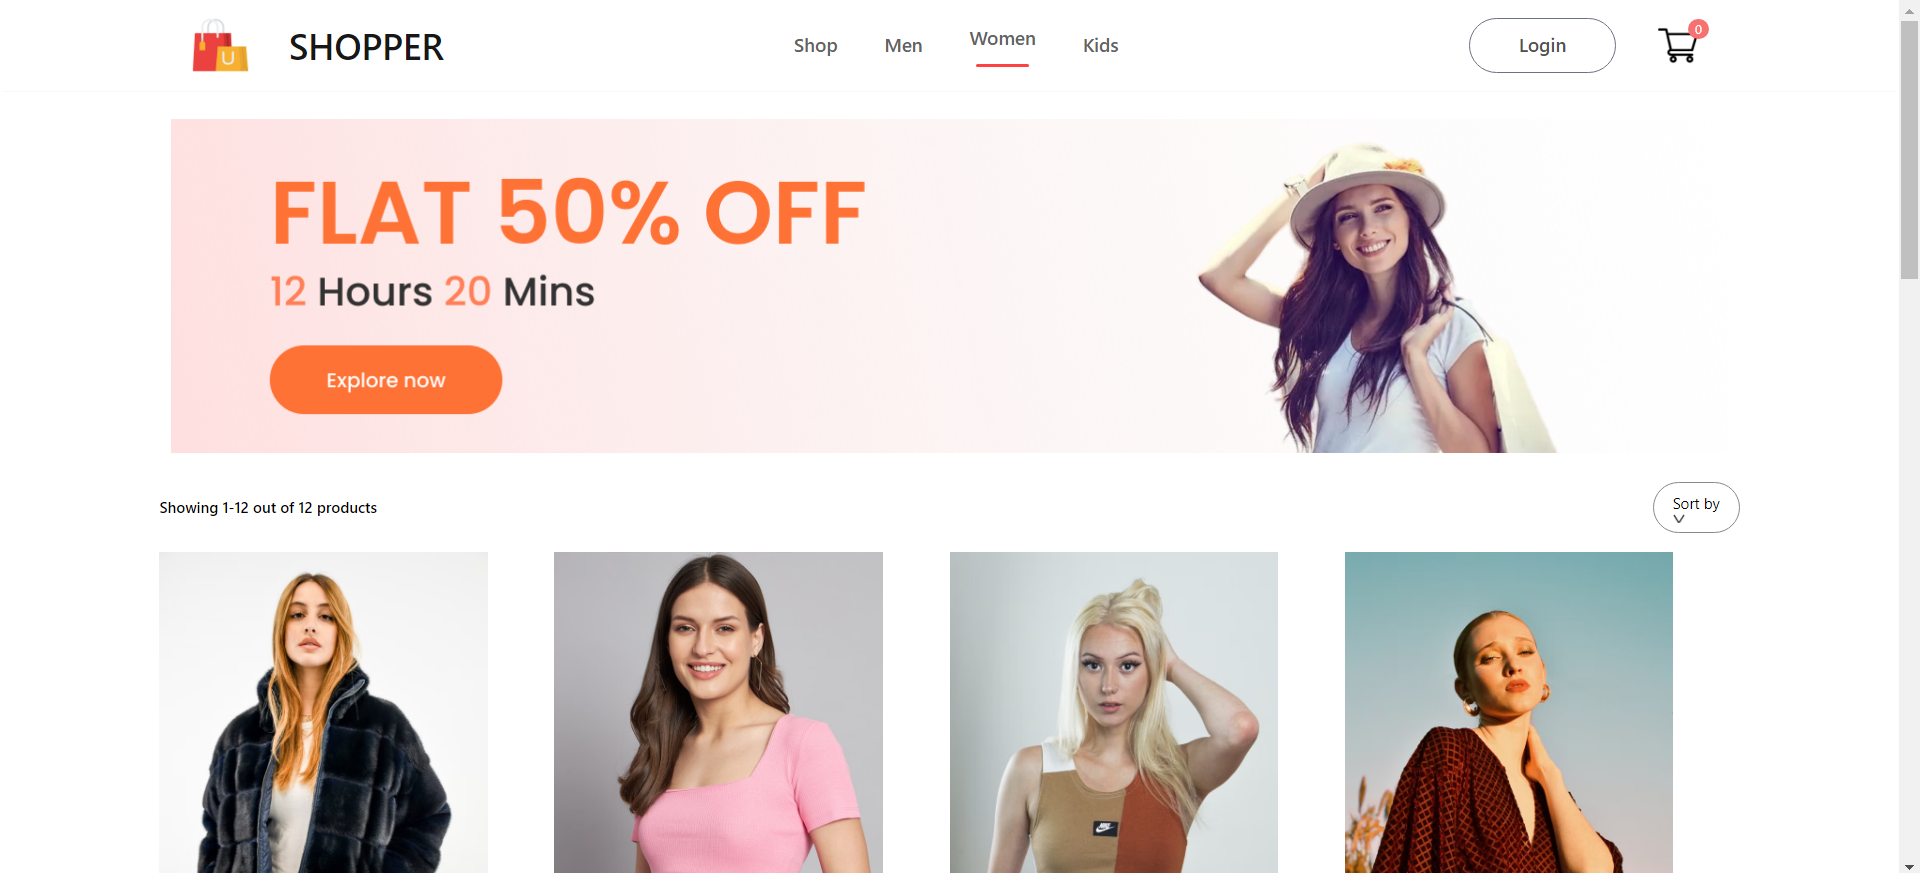 SHOPPER
Shop
Men
Women
Kids
Login
0
U
FLAT 50% OFF
12 Hours 20 Mins
Explore now
Showing 1-12 out of 12 products
Sort by
NIKE